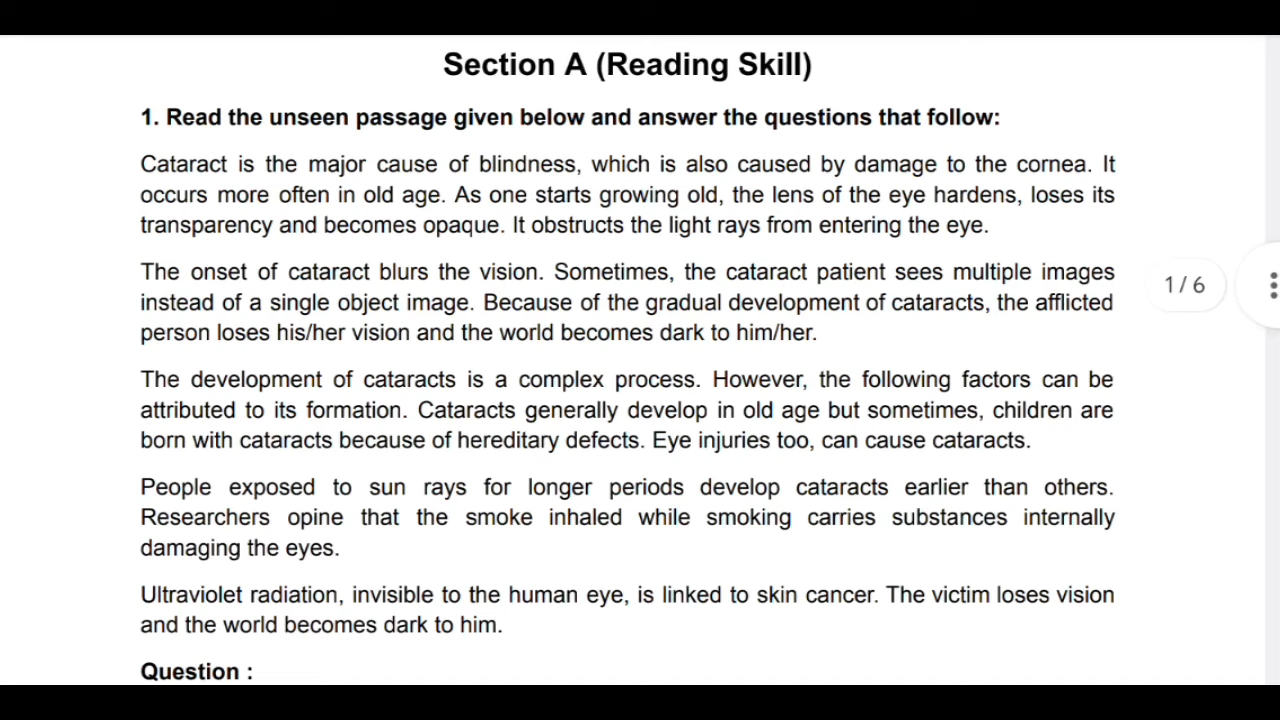 Section A (Reading Skill)
1. Read the unseen passage given below and answer the questions that follow:
Cataract is the major cause of blindness, which is also caused by damage to the cornea. It
occurs more often in old age. As one starts growing old, the lens of the eye hardens, loses its
transparency and becomes opaque. It obstructs the light rays from entering the eye.
The onset of cataract blurs the vision. Sometimes, the cataract patient sees multiple images
instead of a single object image. Because of the gradual development of cataracts, the afflicted
person loses his/her vision and the world becomes dark to him/her.
1 / 6
The development of cataracts is a complex process. However, the following factors can be
attributed to its formation. Cataracts generally develop in old age but sometimes, children are
born with cataracts because of hereditary defects. Eye injuries too, can cause cataracts.
People exposed to sun rays for longer periods develop cataracts earlier than others.
Researchers opine that the smoke inhaled while smoking carries substances internally
damaging the eyes.
Ultraviolet radiation, invisible to the human eye, is linked to skin cancer. The victim loses vision
and the world becomes dark to him.
Question :